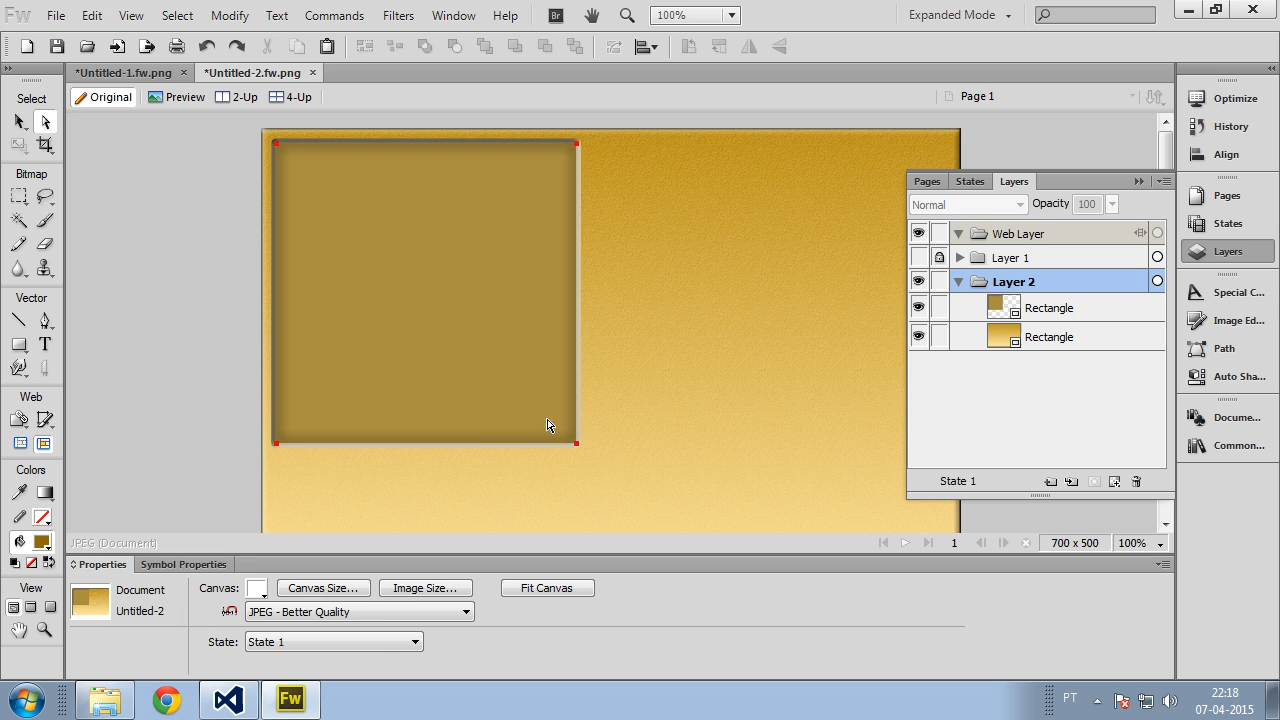 Fw File Edit View Select Modify Text Commands Filters Window Help Br 100% Expanded Mode
*Untitled-1.fw.png × *Untitled-2.fw.png ×
Original Preview 2-Up 4-Up Page 1
Select
Bitmap
Vector
T
Web
Colors
View
Pages States Layers
Normal Opacity 100
Web Layer
Layer 1
Layer 2
Rectangle
Rectangle
State 1
Optimize
History
Align
Pages
States
Layers
Special C...
Image Ed...
Path
Auto Sha...
Docume...
Common...
JPEG (Document) 1 700 x 500 100%
Properties Symbol Properties
Document
Untitled-2
Canvas: Canvas Size... Image Size... Fit Canvas
JPEG - Better Quality
State: State 1
Fw
PT
22:18
07-04-2015